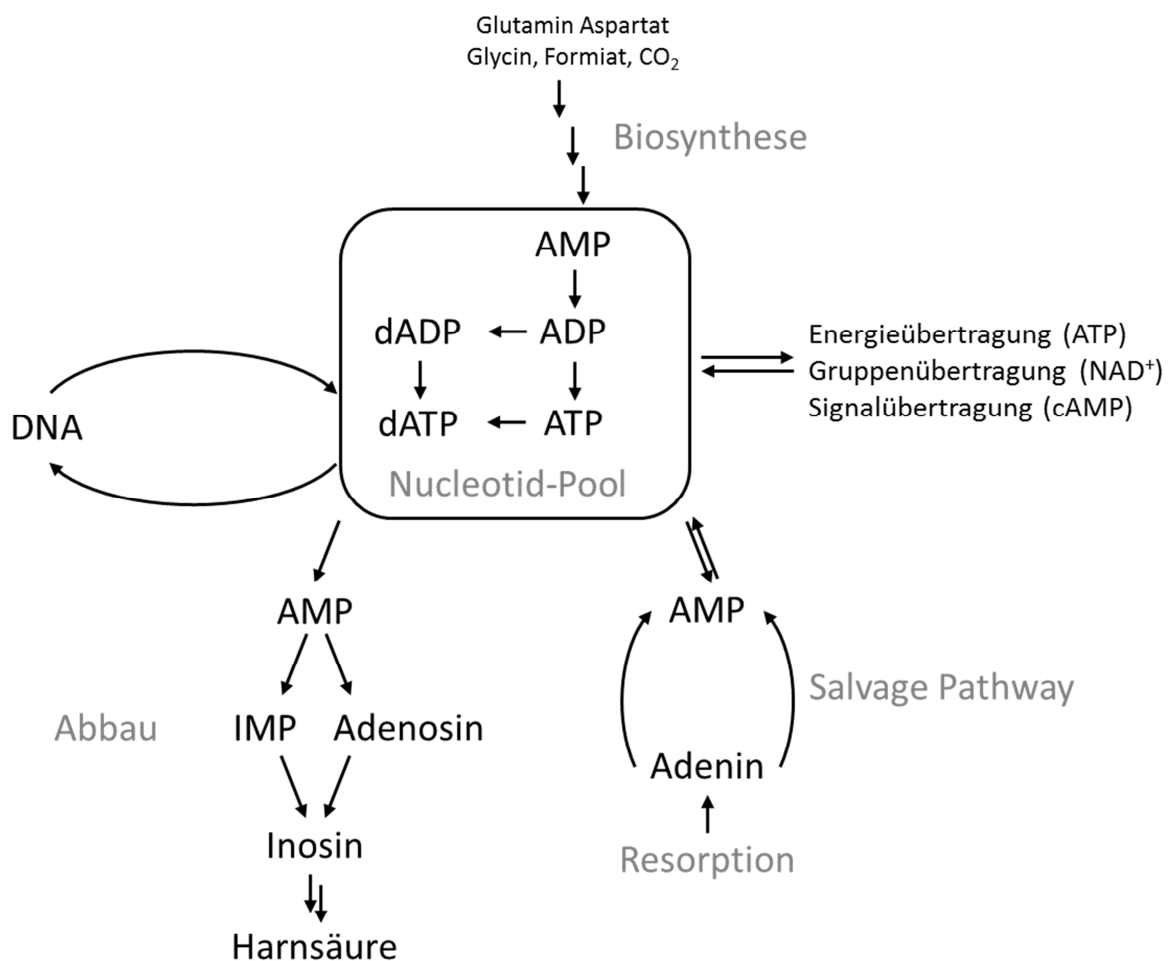 Glutamin Aspartat
Glycin, Formiat, CO₂
Biosynthese
AMP
dADP
ADP
dATP
ATP
Nucleotid-Pool
DNA
Energieübertragung (ATP)
Gruppenübertragung (NAD⁺)
Signalübertragung (cAMP)
AMP
IMP
Adenosin
Abbau
Inosin
Harnsäure
AMP
Salvage Pathway
Adenin
Resorption